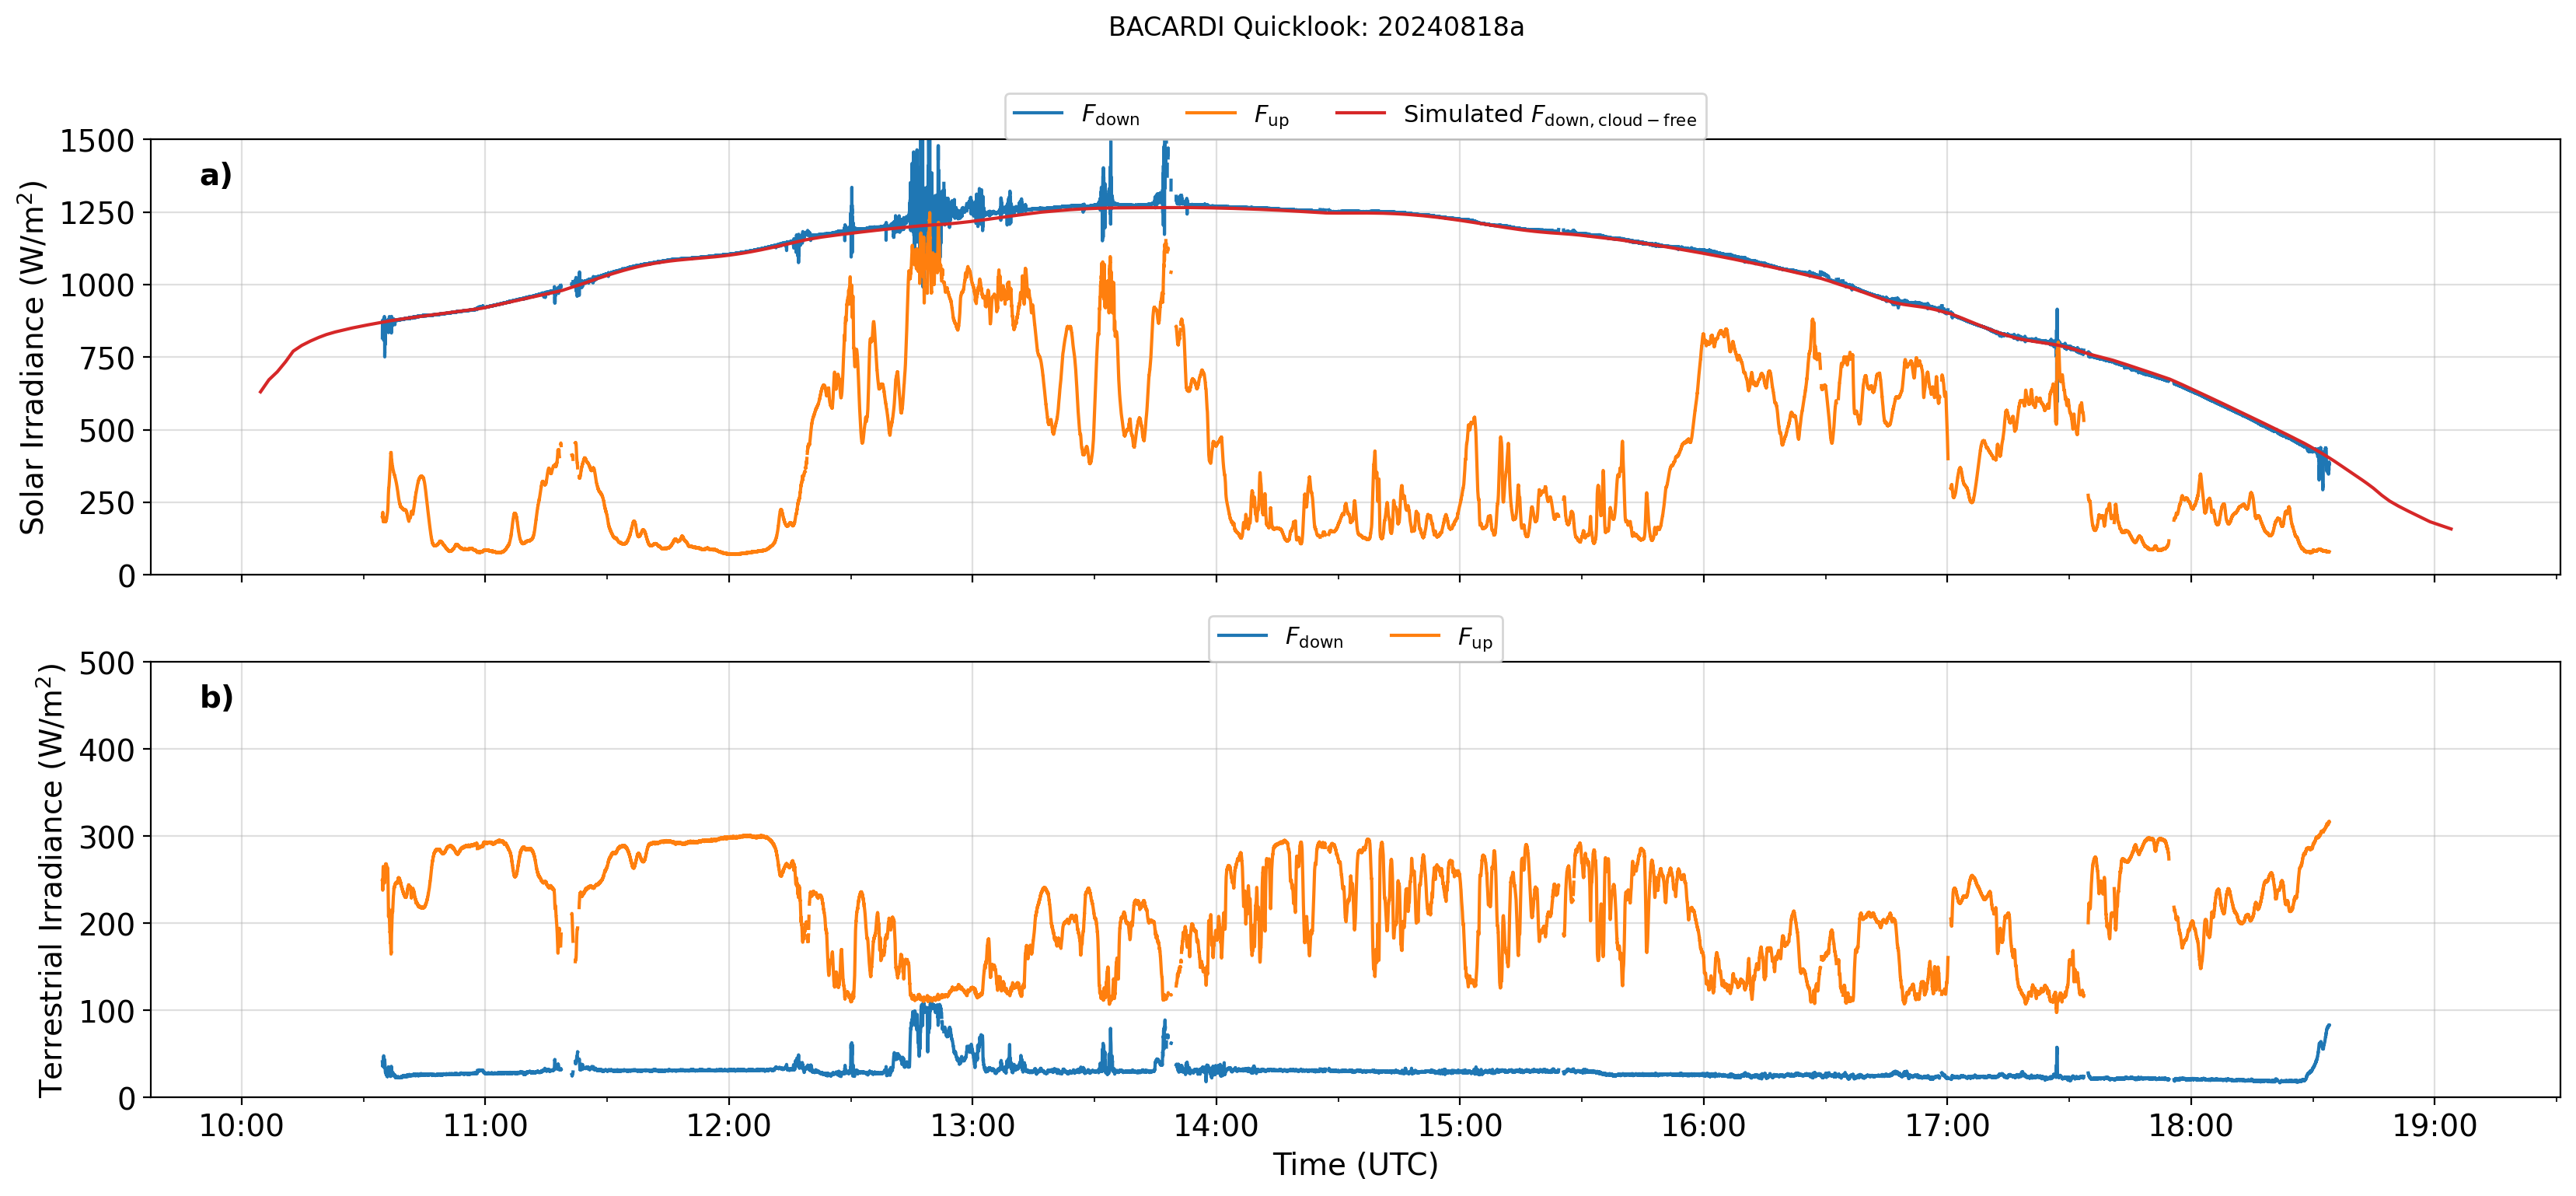 BACARDI Quicklook: 20240818a
F_down F_up Simulated F_down, cloud−free
a)
Solar Irradiance (W/m²)
1500
1250
1000
750
500
250
0
F_down F_up
b)
Terrestrial Irradiance (W/m²)
500
400
300
200
100
0
10:00 11:00 12:00 13:00 14:00 15:00 16:00 17:00 18:00 19:00
Time (UTC)